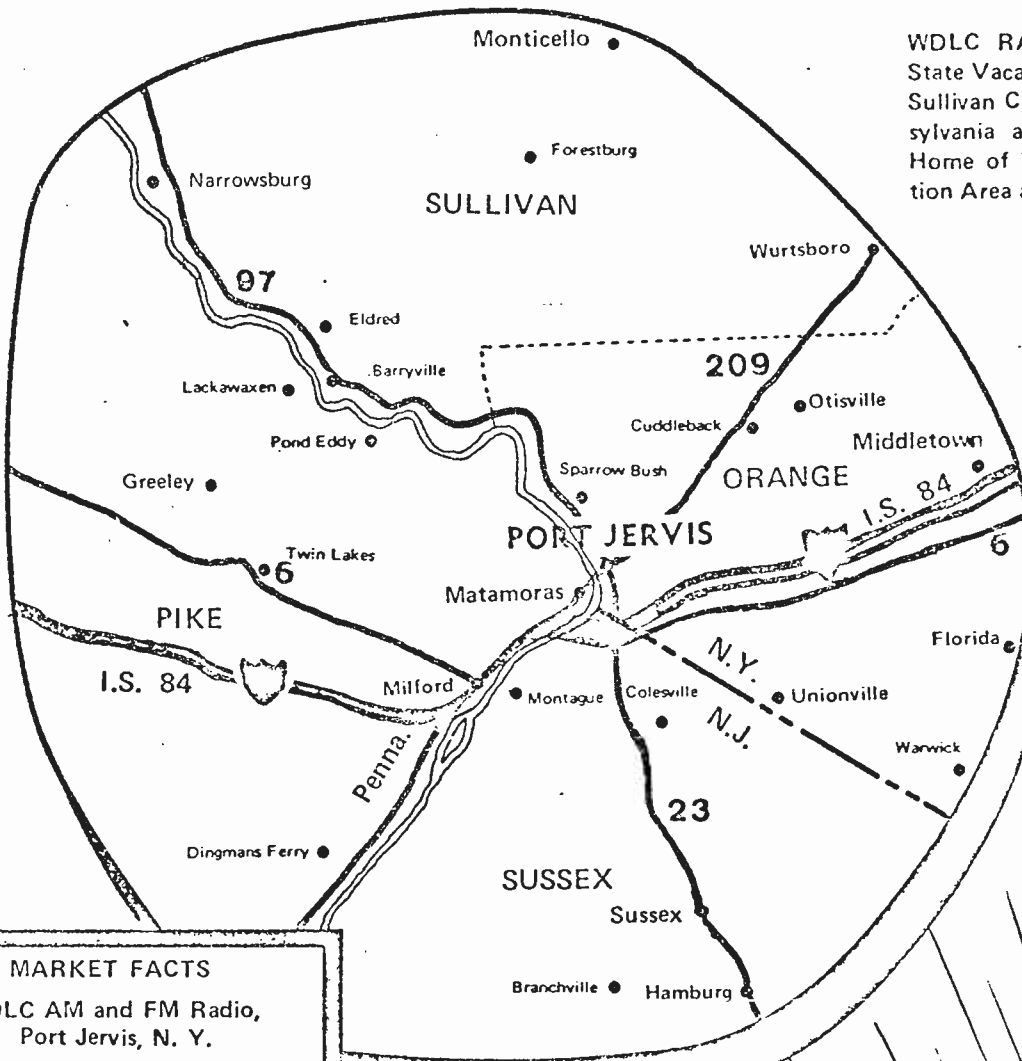 Monticello
WDLC RA
State Vaca
Sullivan C
sylvania a
Home of
tion Area
Forestburg
Narrowsburg
SULLIVAN
Wurtsboro
97
Eldred
209
Barryville
Lackawaxen
Otisville
Cuddleback
Pond Eddy
Middletown
Sparrow Bush
ORANGE
Greeley
I.S. 84
PORT JERVIS
6
Twin Lakes
6
Matamoras
PIKE
Florida
N.Y.
I.S. 84
Milford
Montague
Colesville
Unionville
N.J.
Warwick
Penna.
23
Dingmans Ferry
SUSSEX
Sussex
Branchville
Hamburg
MARKET FACTS
DLC AM and FM Radio,
Port Jervis, N. Y.